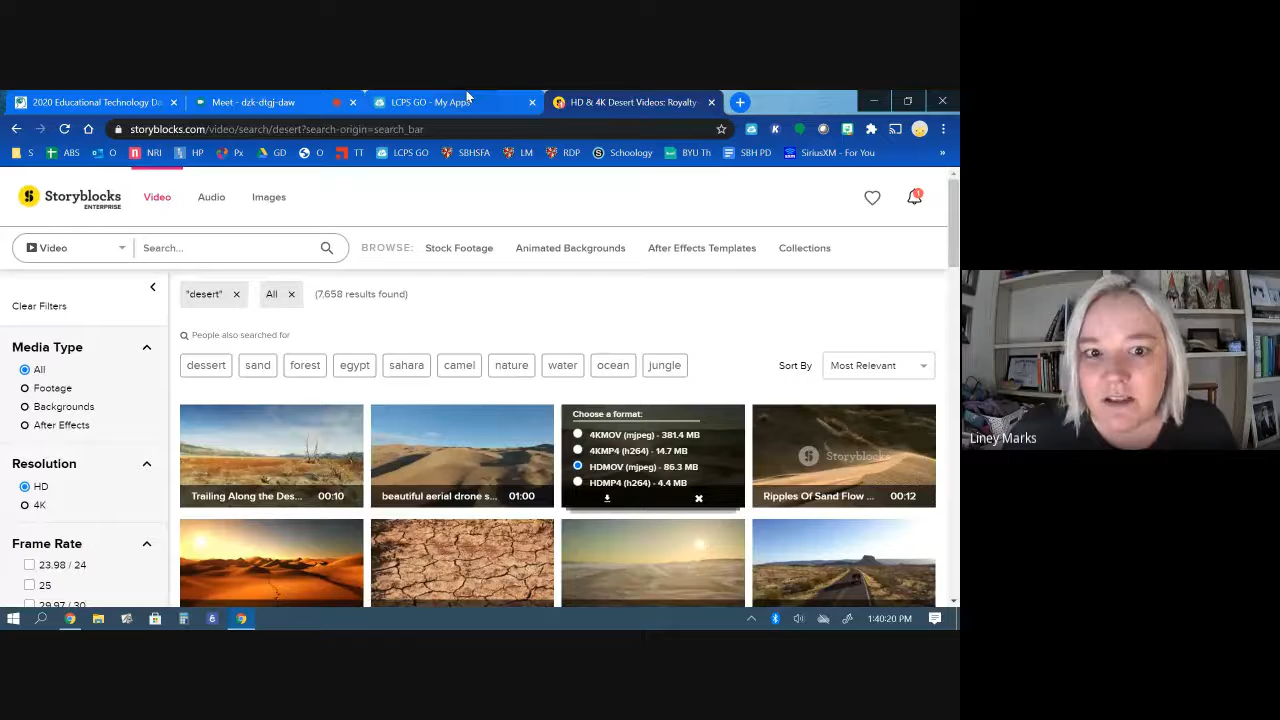 2020 Educational Technology Da
Meet - dzk-dtgj-daw
LCPS GO - My Apps
HD & 4K Desert Videos: Royalty
storyblocks.com/video/search/desert?search-origin=search_bar
S ABS O NRI HP Px GD O TT LCPS GO SBHSFA LM RDP Schoology BYU Th SBH PD SiriusXM - For You »
Storyblocks
ENTERPRISE
Video Audio Images
Video Search... BROWSE: Stock Footage Animated Backgrounds After Effects Templates Collections
Clear Filters
"desert" All (7,658 results found)
People also searched for
dessert sand forest egypt sahara camel nature water ocean jungle
Sort By Most Relevant
Media Type
All
Footage
Backgrounds
After Effects
Resolution
HD
4K
Frame Rate
23.98 / 24
25
29.97 / 30
Trailing Along the Des... 00:10
beautiful aerial drone s... 01:00
Choose a format:
4KMOV (mjpeg) - 381.4 MB
4KMP4 (h264) - 14.7 MB
HDMOV (mjpeg) - 86.3 MB
HDMP4 (h264) - 4.4 MB
Storyblocks
Ripples Of Sand Flow ... 00:12
1:40:20 PM
Liney Marks